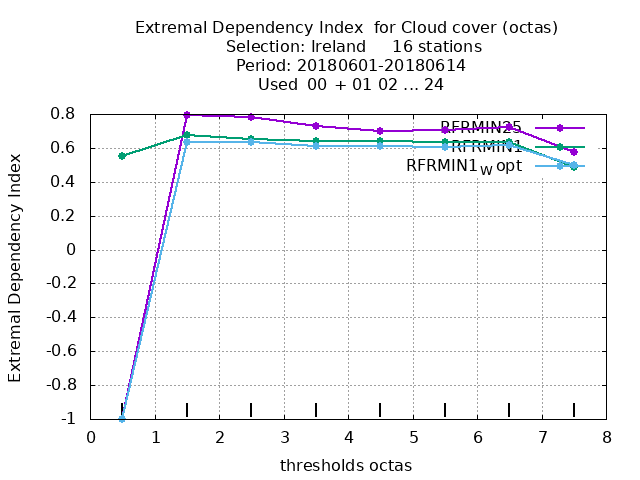 Extremal Dependency Index  for Cloud cover (octas)
Selection: Ireland     16 stations
Period: 20180601-20180614
Used  00  + 01 02 ... 24
RFRMIN25
RFRMIN1
RFRMIN1w opt
0.8
0.6
0.4
0.2
0
-0.2
-0.4
-0.6
-0.8
-1
Extremal Dependency Index
0 1 2 3 4 5 6 7 8
thresholds octas